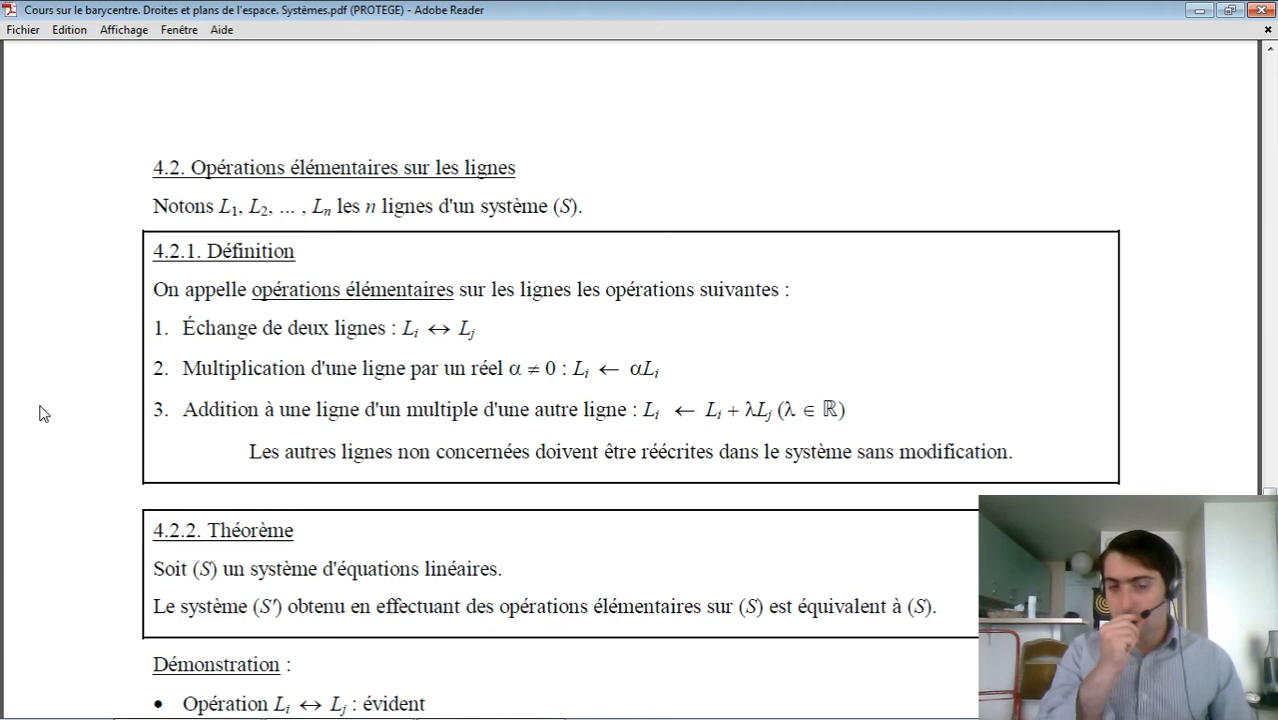 Cours sur le barycentre. Droites et plans de l'espace. Systèmes.pdf (PROTEGE) - Adobe Reader
Fichier Edition Affichage Fenêtre Aide
4.2. Opérations élémentaires sur les lignes
Notons L₁, L₂, ... , Lₙ les n lignes d'un système (S).
4.2.1. Définition
On appelle opérations élémentaires sur les lignes les opérations suivantes :
1. Échange de deux lignes : Lᵢ ↔ Lⱼ
2. Multiplication d'une ligne par un réel α ≠ 0 : Lᵢ ← αLᵢ
3. Addition à une ligne d'un multiple d'une autre ligne : Lᵢ ← Lᵢ + λLⱼ (λ ∈ ℝ)
Les autres lignes non concernées doivent être réécrites dans le système sans modification.
4.2.2. Théorème
Soit (S) un système d'équations linéaires.
Le système (S') obtenu en effectuant des opérations élémentaires sur (S) est équivalent à (S).
Démonstration :
• Opération Lᵢ ↔ Lⱼ : évident